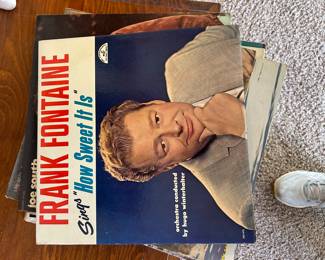 FRANK FONTAINE
Sings "How Sweet It Is"
orchestra conducted
by hugo winterhalter
joe south